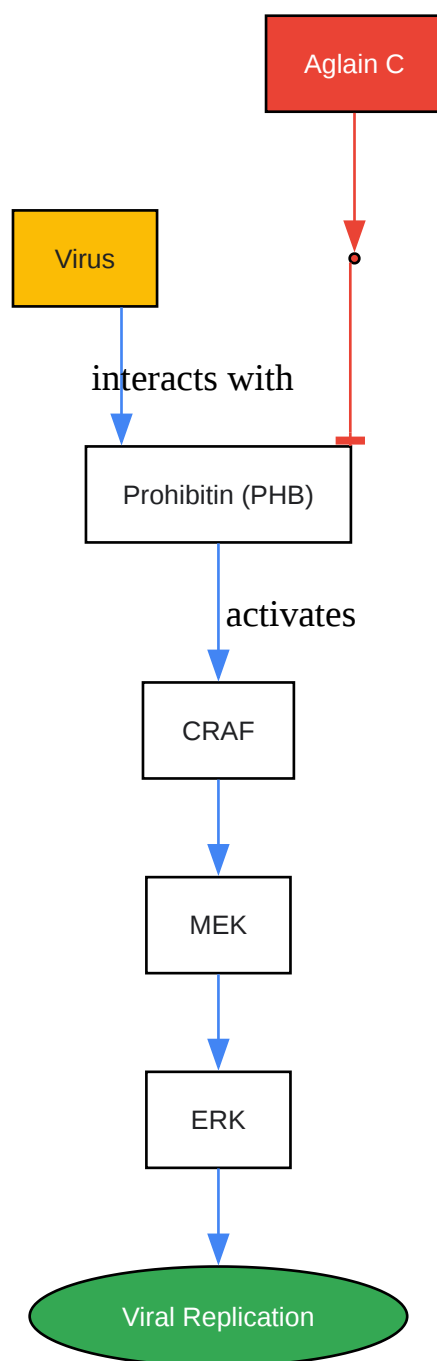 Aglain C
Virus
interacts with
Prohibitin (PHB)
activates
CRAF
MEK
ERK
Viral Replication